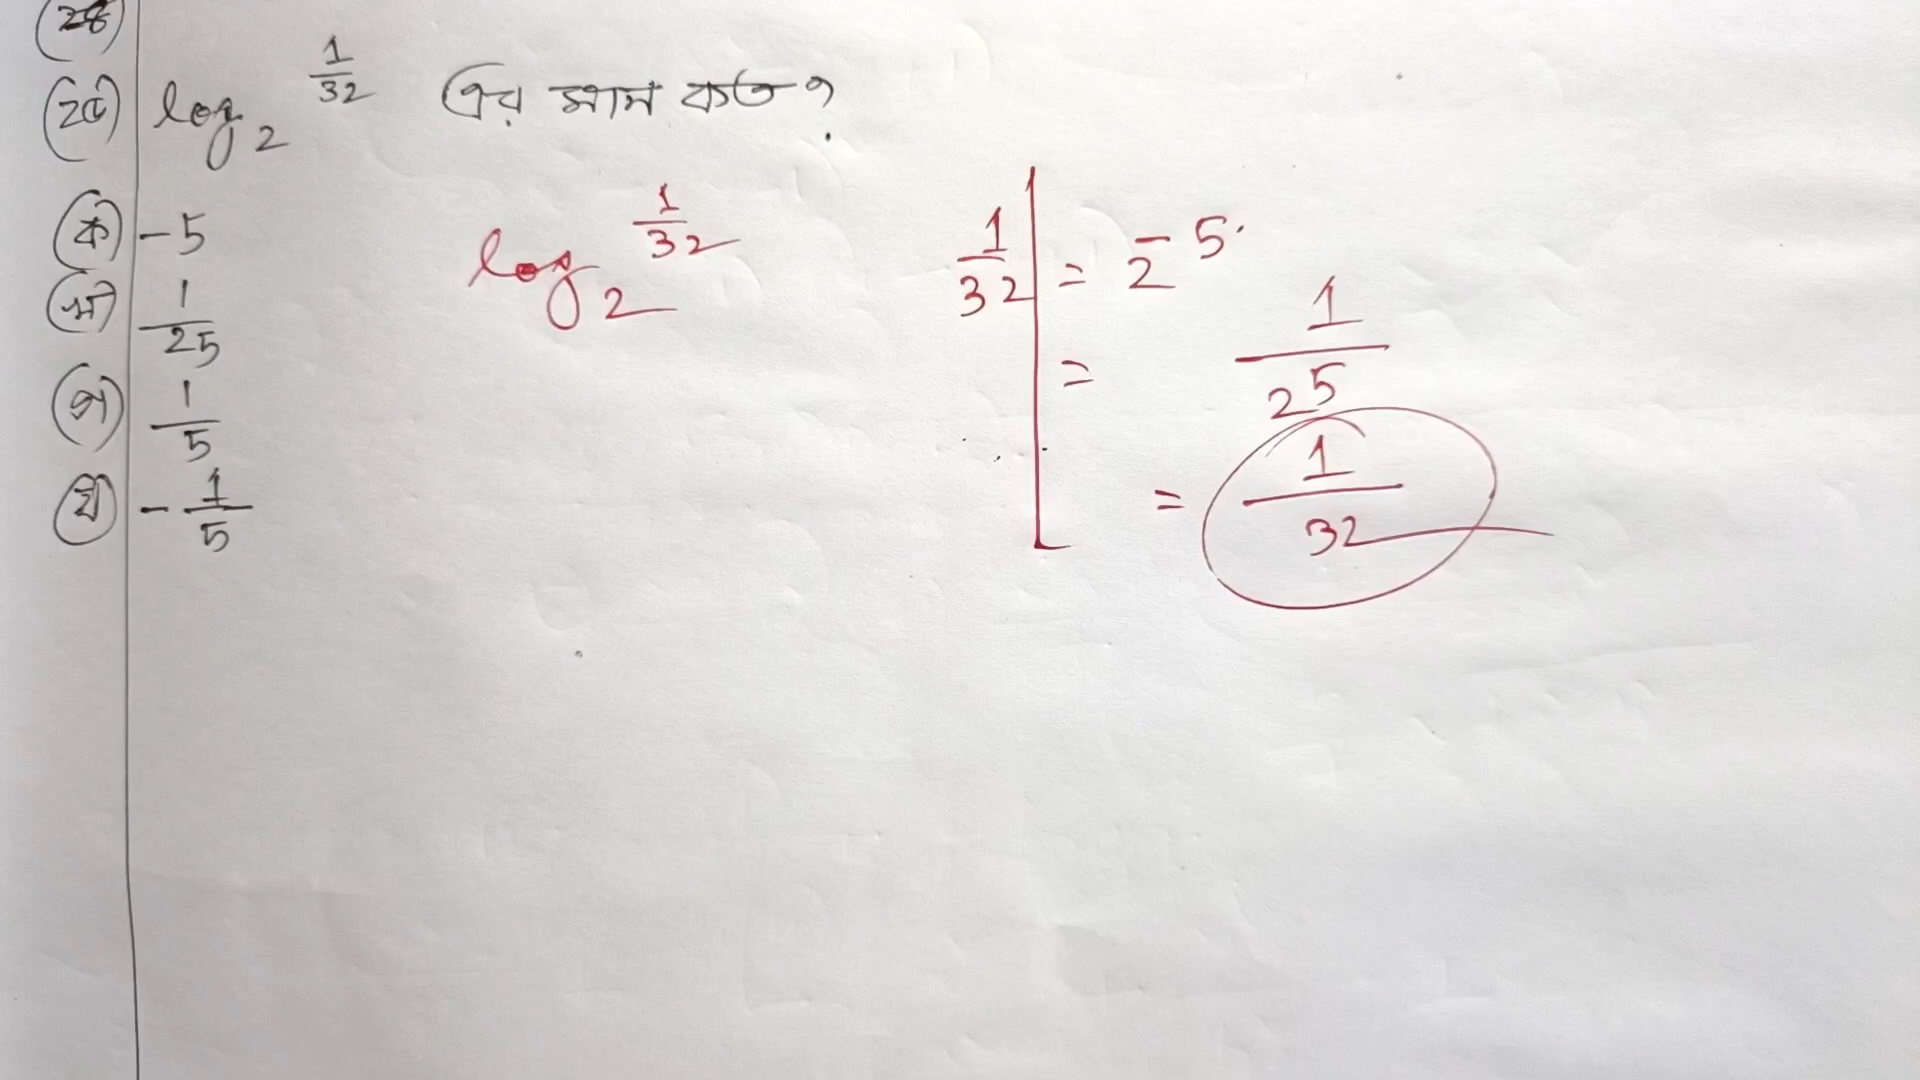 ২৪
২৫ log₂ 1/32 এর মান কত?
ক -5
খ 1/25
গ 1/5
ঘ -1/5
log₂ 1/32
1/32 = 2⁻⁵
= 1/2⁵
= 1/32